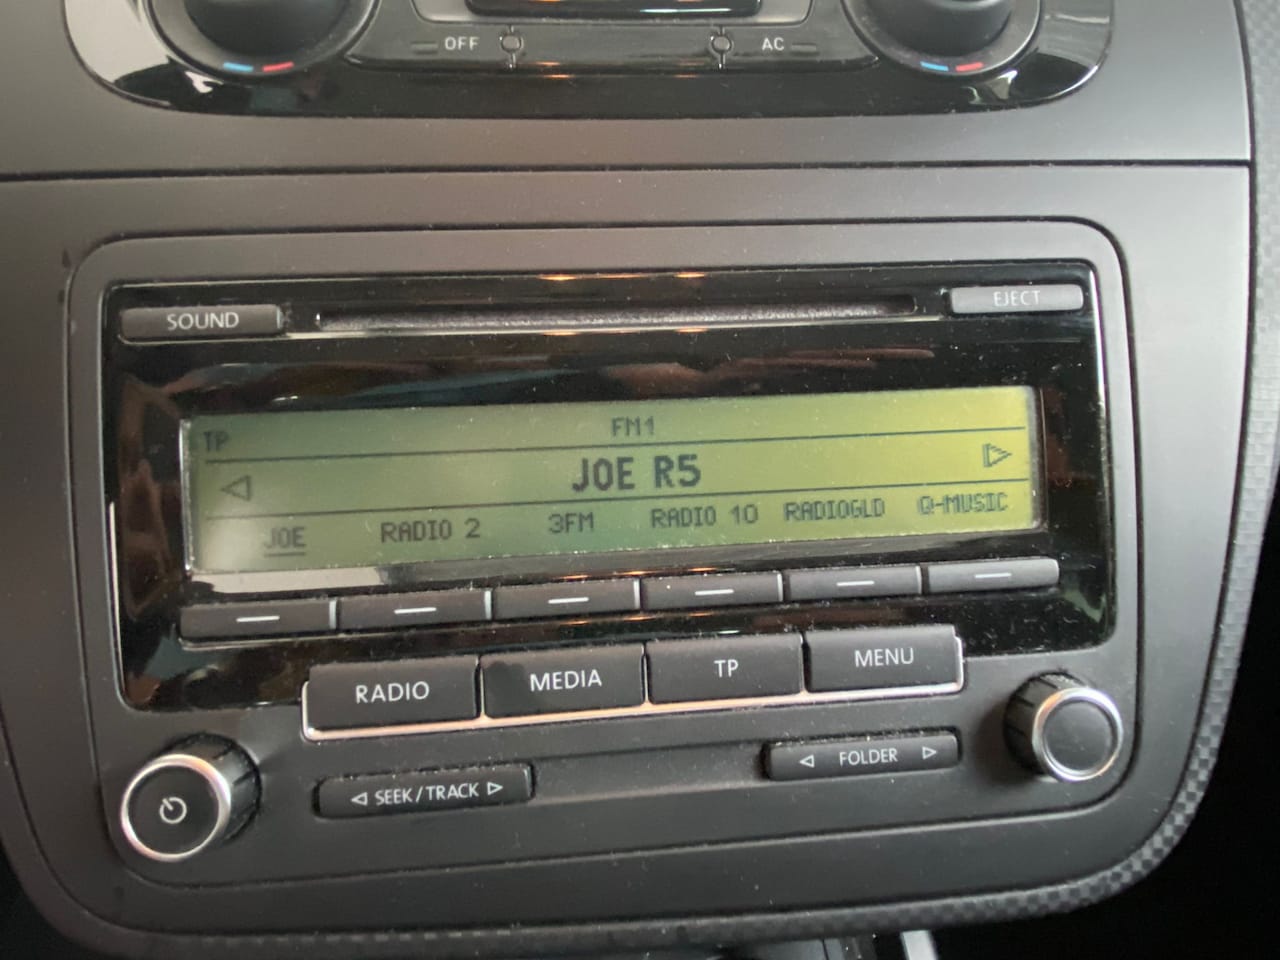 OFF AC
SOUND EJECT
TP FM1
JOE R5
JOE RADIO 2 3FM RADIO 10 RADIOGLD Q-MUSIC
RADIO MEDIA TP MENU
SEEK/TRACK FOLDER